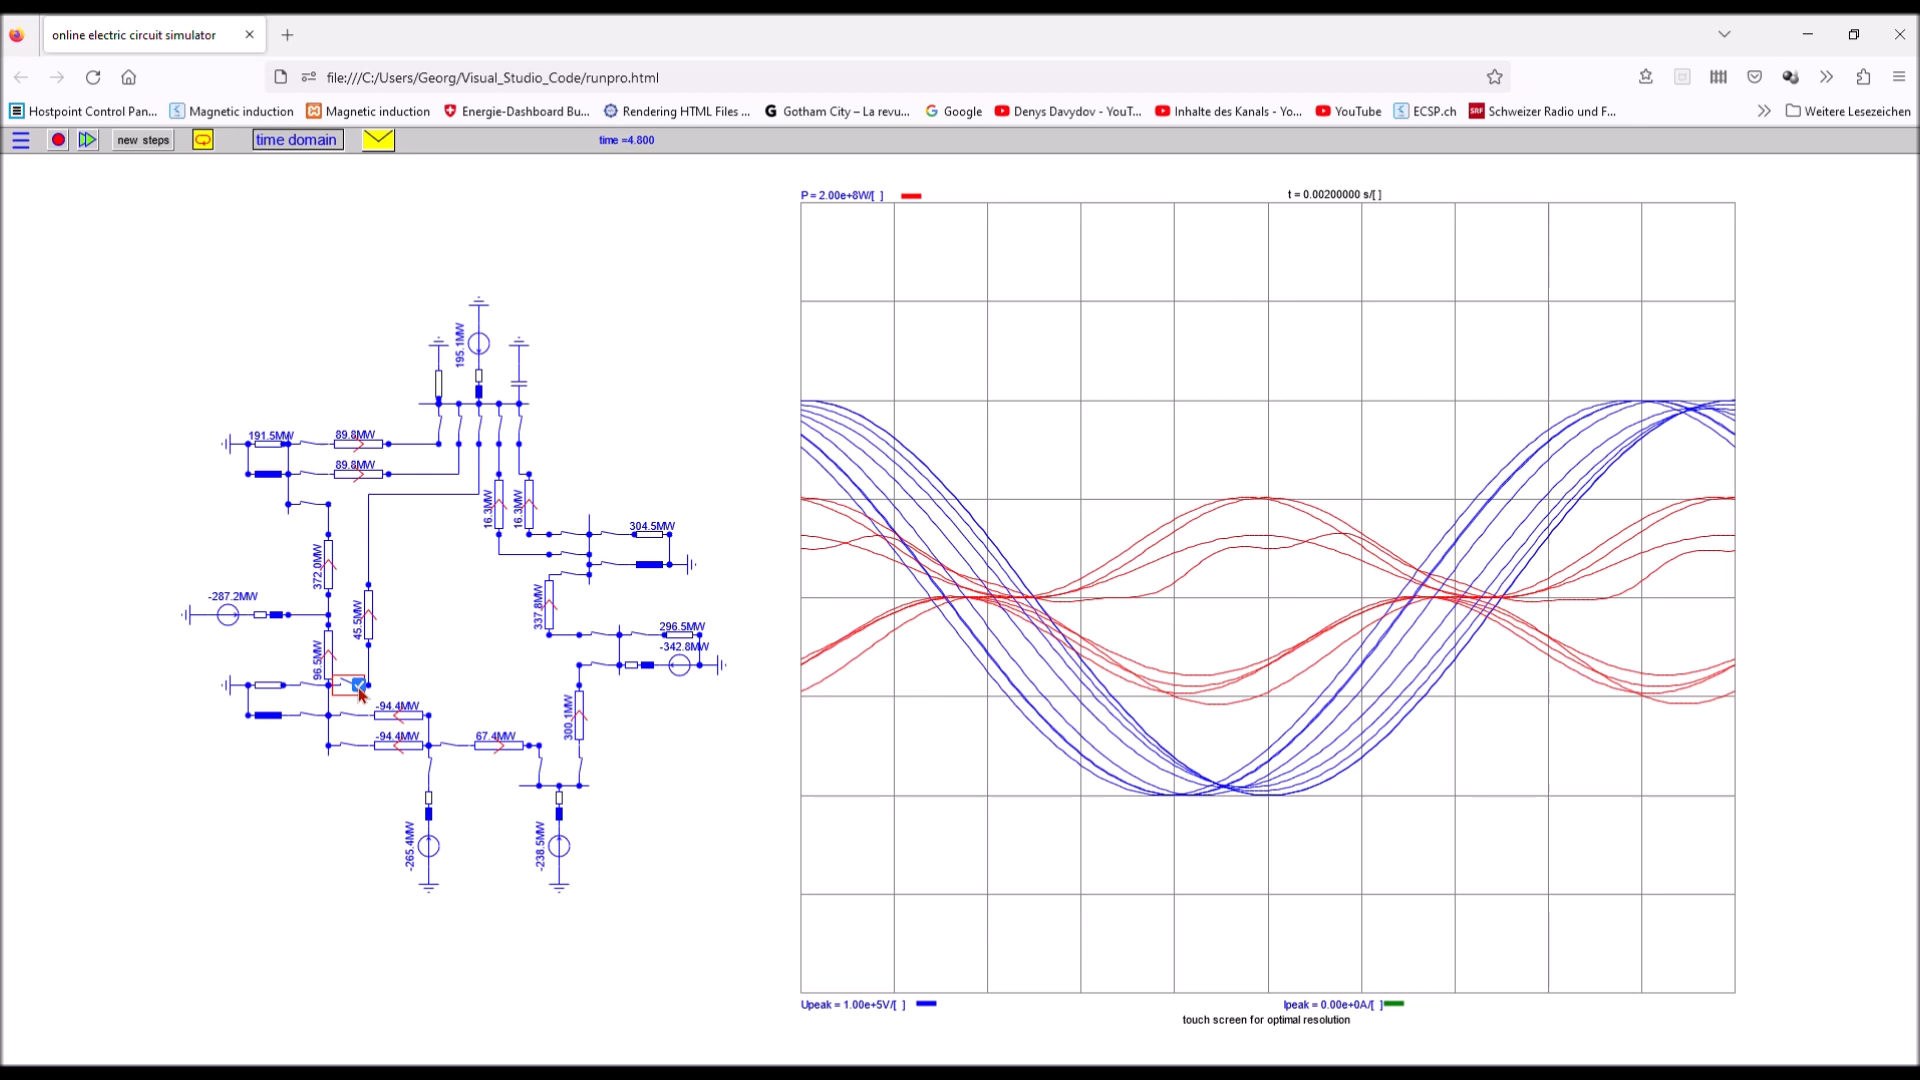 online electric circuit simulator
file:///C:/Users/Georg/Visual_Studio_Code/runpro.html
Hostpoint Control Pan... Magnetic induction Magnetic induction Energie-Dashboard Bu... Rendering HTML Files ... Gotham City – La revu... Google Denys Davydov - YouT... Inhalte des Kanals - Yo... YouTube ECSP.ch Schweizer Radio und F... Weitere Lesezeichen
new steps time domain time =4.800
P = 2.00e+8W/[ ] t = 0.00200000 s/[ ]
195.1MW
191.5MW 89.8MW
89.8MW
16.3MW 16.3MW
304.5MW
372.0MW
-287.2MW
45.5MW
337.8MW
96.5MW
296.5MW
-342.8MW
-94.4MW
300.1MW
-94.4MW 67.4MW
-265.4MW -238.5MW
Upeak = 1.00e+5V/[ ] Ipeak = 0.00e+0A/[ ]
touch screen for optimal resolution